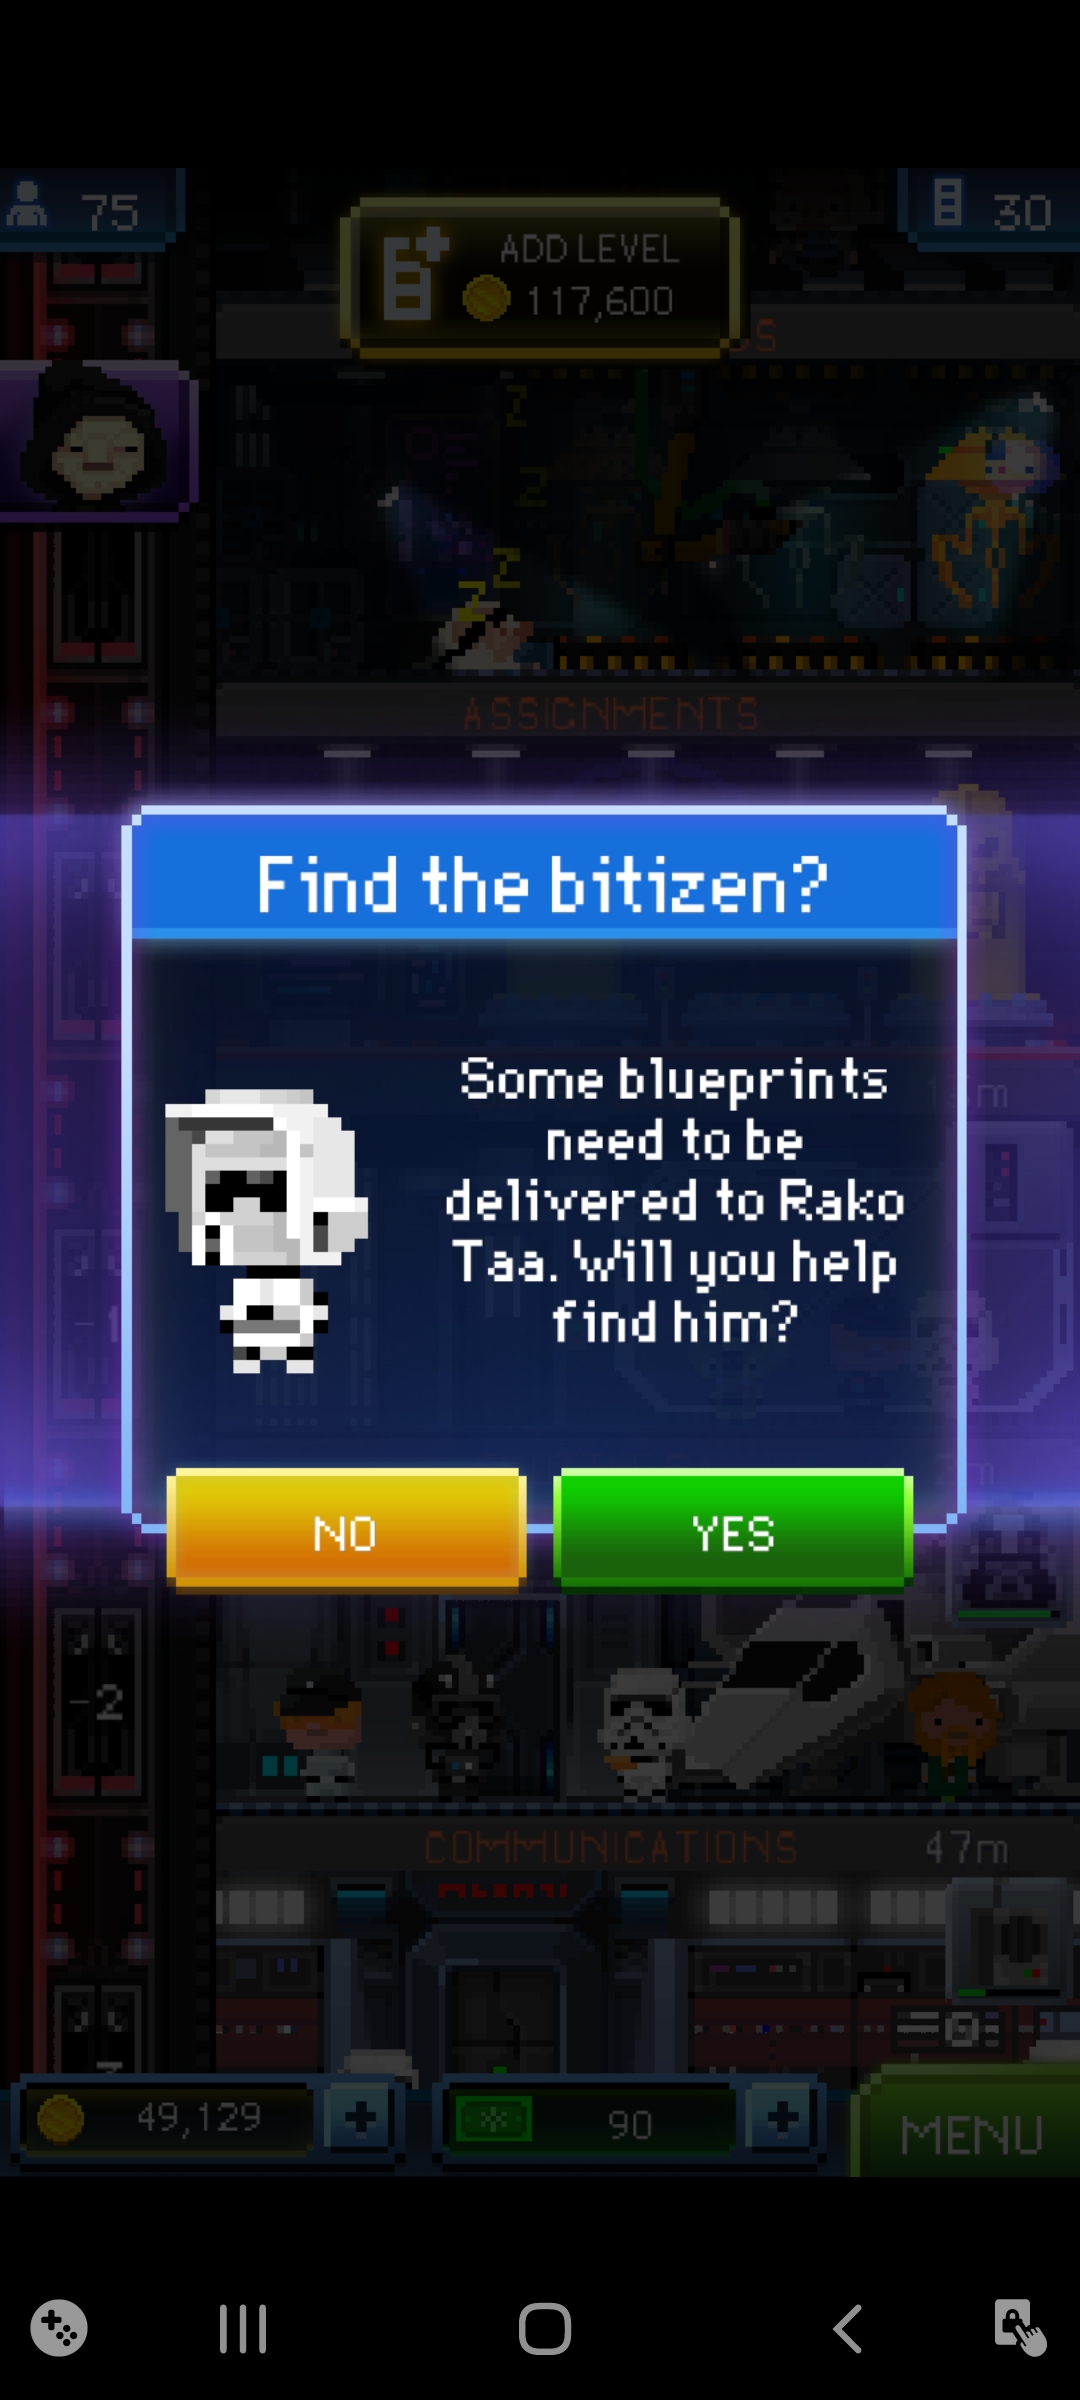 75
ADD LEVEL
117,600
30
Z
Z
Z
Z
ASSIGNMENTS
Find the bitizen?
Some blueprints
need to be
delivered to Rako
Taa. Will you help
find him?
NO
YES
-2
COMMUNICATIONS
47m
49,129
90
MENU